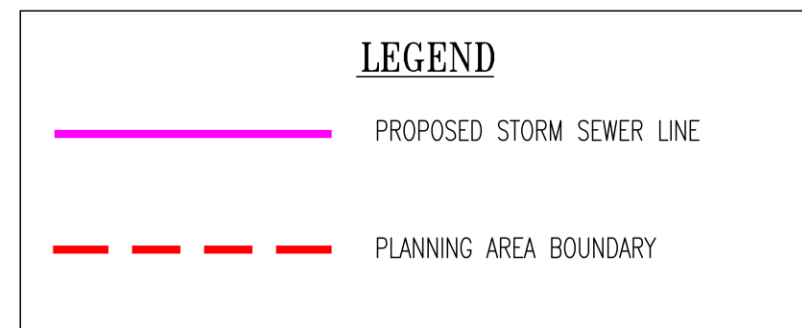 LEGEND
PROPOSED STORM SEWER LINE
PLANNING AREA BOUNDARY